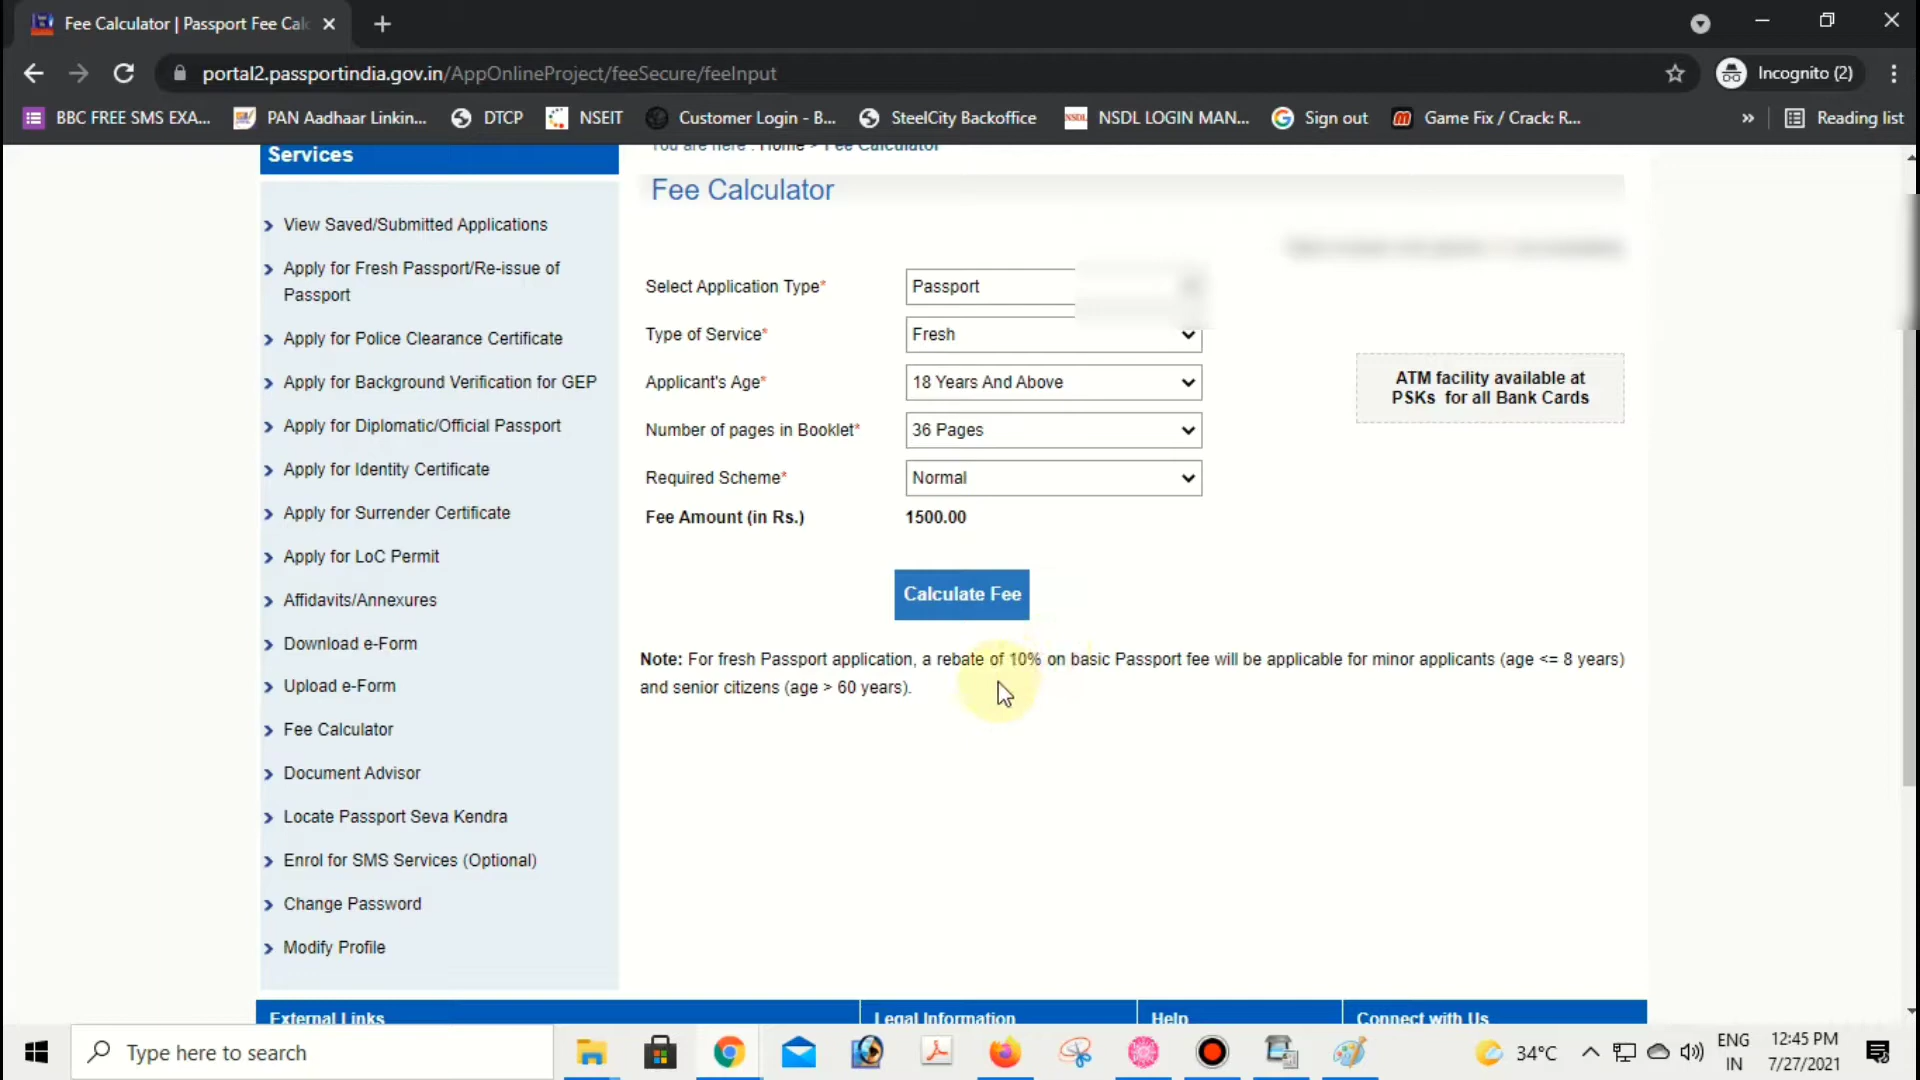 Fee Calculator | Passport Fee Cal
portal2.passportindia.gov.in/AppOnlineProject/feeSecure/feeInput
Incognito (2)
BBC FREE SMS EXA...
PAN Aadhaar Linkin...
DTCP
NSEIT
Customer Login - B...
SteelCity Backoffice
NSDL LOGIN MAN...
Sign out
Game Fix / Crack: R...
»
Reading list
Services
You are here : Home > Fee Calculator
Fee Calculator
View Saved/Submitted Applications
Apply for Fresh Passport/Re-issue of
Passport
Apply for Police Clearance Certificate
Apply for Background Verification for GEP
Apply for Diplomatic/Official Passport
Apply for Identity Certificate
Apply for Surrender Certificate
Apply for LoC Permit
Affidavits/Annexures
Download e-Form
Upload e-Form
Fee Calculator
Document Advisor
Locate Passport Seva Kendra
Enrol for SMS Services (Optional)
Change Password
Modify Profile
Select Application Type* Passport
Type of Service* Fresh
Applicant's Age* 18 Years And Above
Number of pages in Booklet* 36 Pages
Required Scheme* Normal
Fee Amount (in Rs.) 1500.00
Calculate Fee
ATM facility available at
PSKs for all Bank Cards
Note: For fresh Passport application, a rebate of 10% on basic Passport fee will be applicable for minor applicants (age <= 8 years)
and senior citizens (age > 60 years).
External Links
Legal Information
Help
Connect with Us
Type here to search
34°C
ENG
IN
12:45 PM
7/27/2021